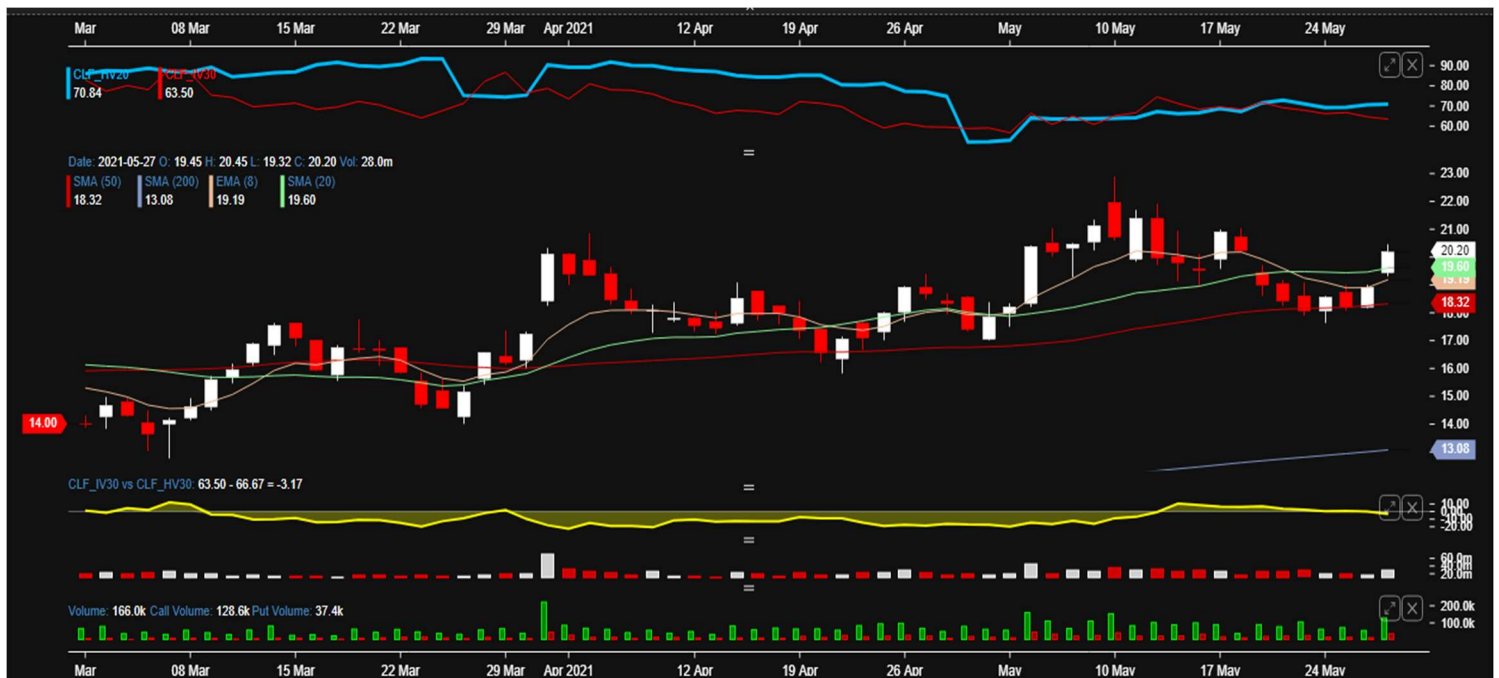 Mar 08 Mar 15 Mar 22 Mar 29 Mar Apr 2021 12 Apr 19 Apr 26 Apr May 10 May 17 May 24 May
CLF_HV20 CLF_IV30
70.84 63.50
90.00
80.00
70.00
60.00
Date: 2021-05-27 O: 19.45 H: 20.45 L: 19.32 C: 20.20 Vol: 28.0m
SMA (50) SMA (200) EMA (8) SMA (20)
18.32 13.08 19.19 19.60
23.00
22.00
21.00
20.20
19.60
19.19
18.32
18.00
17.00
16.00
15.00
14.00 14.00
13.08
CLF_IV30 vs CLF_HV30: 63.50 - 66.67 = -3.17
10.00
0.00
-20.00
60.0m
20.0m
Volume: 166.0k Call Volume: 128.6k Put Volume: 37.4k
200.0k
100.0k
Mar 08 Mar 15 Mar 22 Mar 29 Mar Apr 2021 12 Apr 19 Apr 26 Apr May 10 May 17 May 24 May